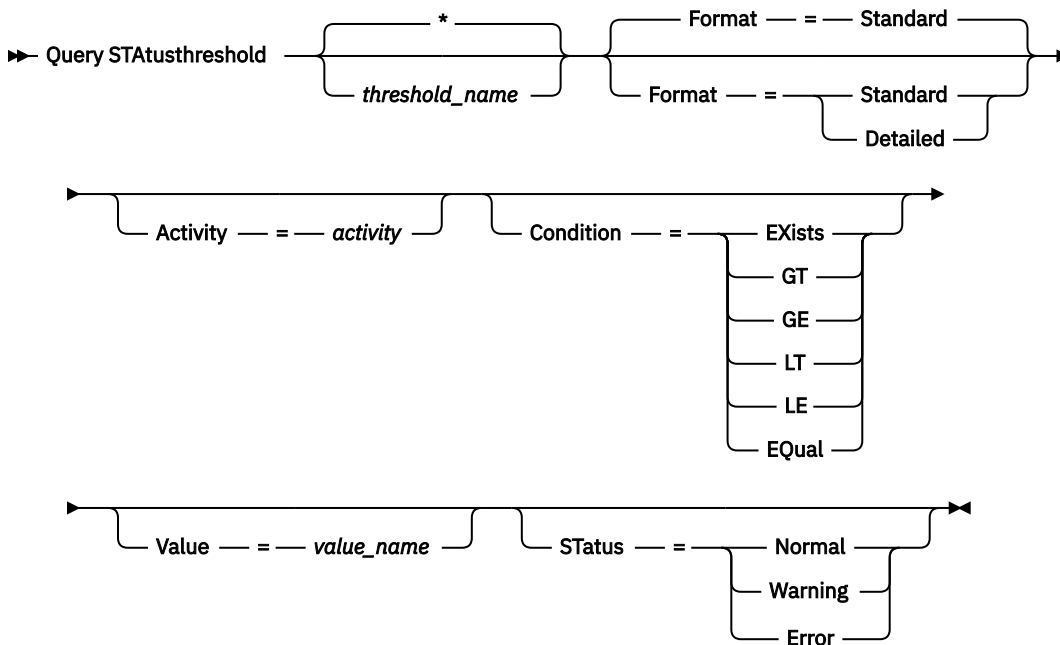 * Format = Standard
Query STAtusthreshold
threshold_name Format = Standard
Detailed
Activity = activity Condition = EXists
GT
GE
LT
LE
EQual
Value = value_name STatus = Normal
Warning
Error